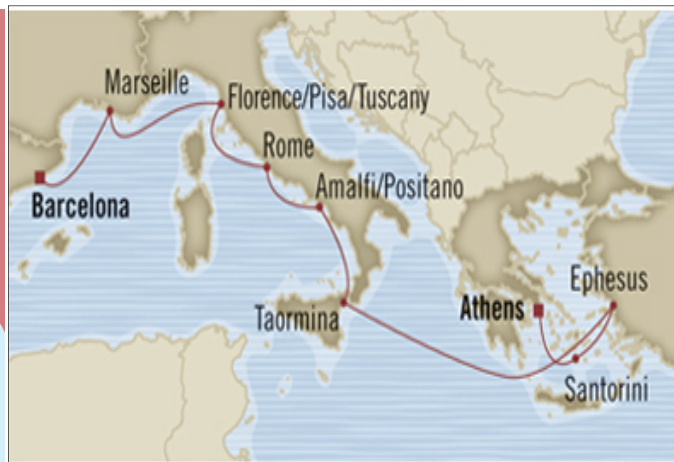 Marseille
Florence/Pisa/Tuscany
Rome
Barcelona
Amalfi/Positano
Taormina
Athens
Ephesus
Santorini